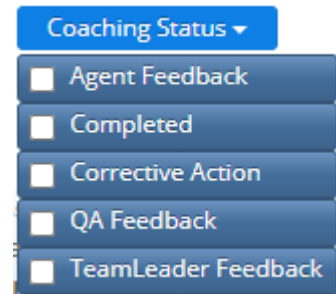 Coaching Status
Agent Feedback
Completed
Corrective Action
QA Feedback
TeamLeader Feedback